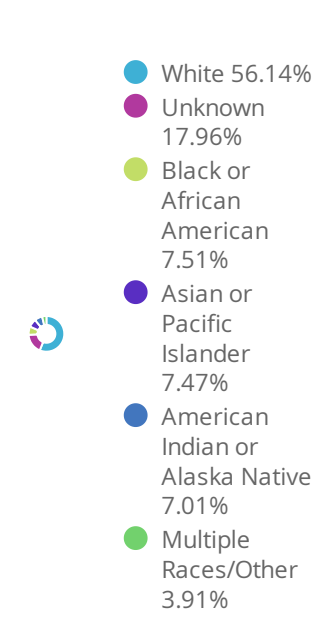 White 56.14%
Unknown
17.96%
Black or
African
American
7.51%
Asian or
Pacific
Islander
7.47%
American
Indian or
Alaska Native
7.01%
Multiple
Races/Other
3.91%